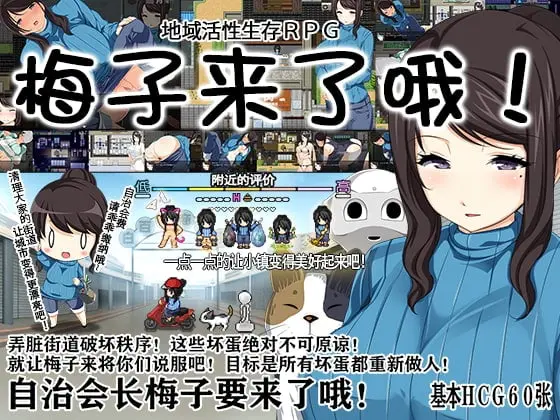 地域活性生存RPG
梅子来了哦！
附近的评价
低
高
H
清理大家的街道
让城市变得更漂亮吧！
自治会费
请乖乖缴纳哦！
一点一点的让小镇变得美好起来吧！
弄脏街道破坏秩序！这些坏蛋绝对不可原谅！
就让梅子来将你们说服吧！目标是所有坏蛋都重新做人！
自治会长梅子要来了哦！
基本HCG60张